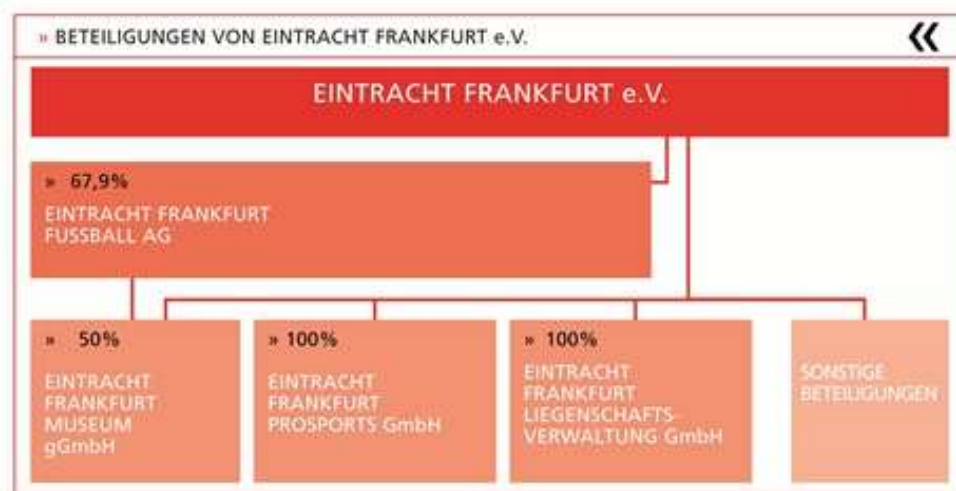 » BETEILIGUNGEN VON EINTRACHT FRANKFURT e.V.
«
EINTRACHT FRANKFURT e.V.
» 67,9%
EINTRACHT FRANKFURT
FUSSBALL AG
» 50%
EINTRACHT
FRANKFURT
MUSEUM
gGmbH
» 100%
EINTRACHT
FRANKFURT
PROSPORTS GmbH
» 100%
EINTRACHT
FRANKFURT
LIEGENSCHAFTS-
VERWALTUNG GmbH
SONSTIGE
BETEILIGUNGEN